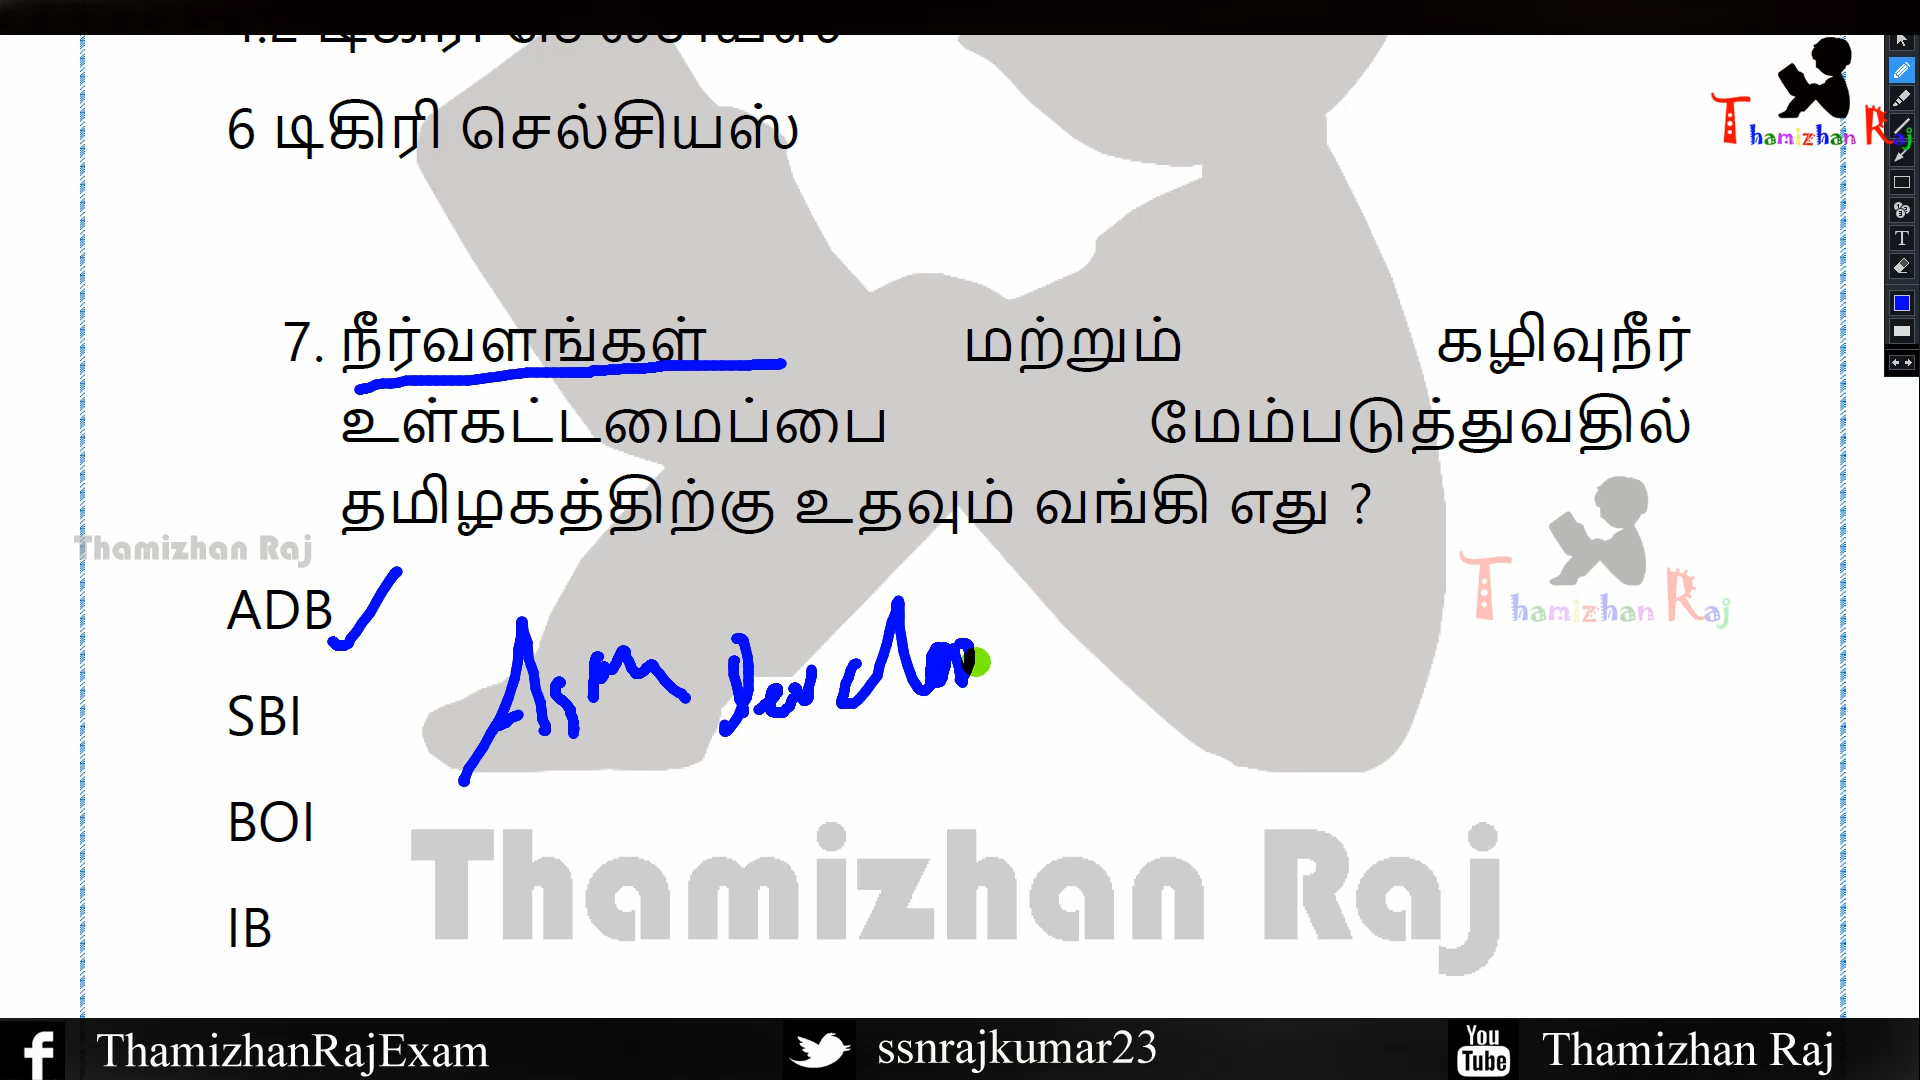 6 டிகிரி செல்சியஸ்
Thamizhan Raj
7. நீர்வளங்கள் மற்றும் கழிவுநீர்
உள்கட்டமைப்பை மேம்படுத்துவதில்
தமிழகத்திற்கு உதவும் வங்கி எது ?
Thamizhan Raj
Thamizhan Raj
ADB
SBI
BOI
IB
Thamizhan Raj
ThamizhanRajExam
ssnrajkumar23
You Tube
Thamizhan Raj